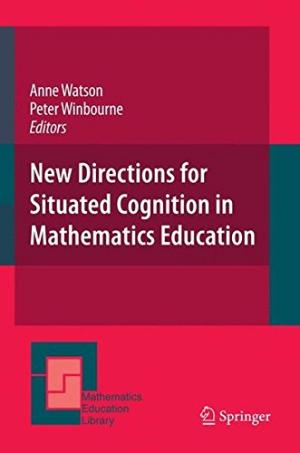 Anne Watson
Peter Winbourne
Editors
New Directions for
Situated Cognition in
Mathematics Education
Mathematics
Education
Library
Springer